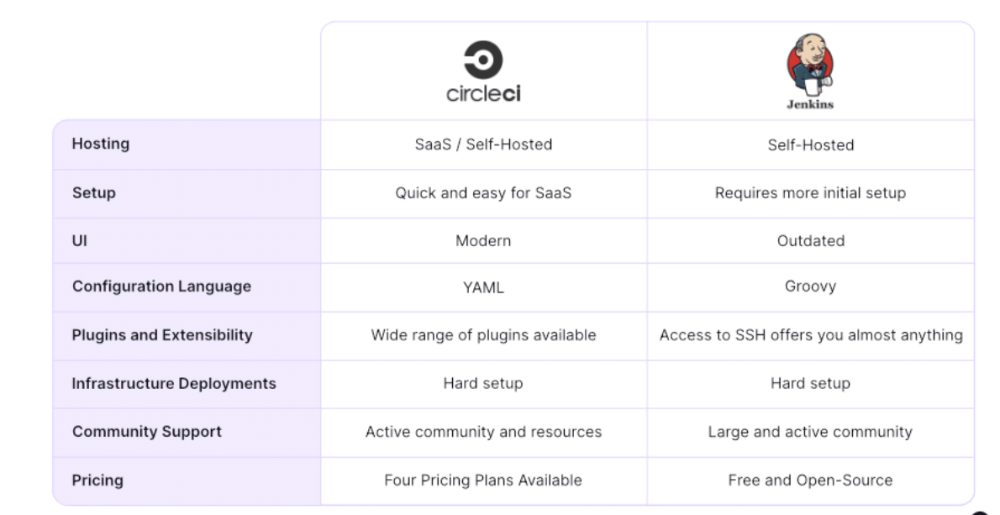 circleci
Jenkins
Hosting
SaaS / Self-Hosted
Self-Hosted
Setup
Quick and easy for SaaS
Requires more initial setup
UI
Modern
Outdated
Configuration Language
YAML
Groovy
Plugins and Extensibility
Wide range of plugins available
Access to SSH offers you almost anything
Infrastructure Deployments
Hard setup
Hard setup
Community Support
Active community and resources
Large and active community
Pricing
Four Pricing Plans Available
Free and Open-Source